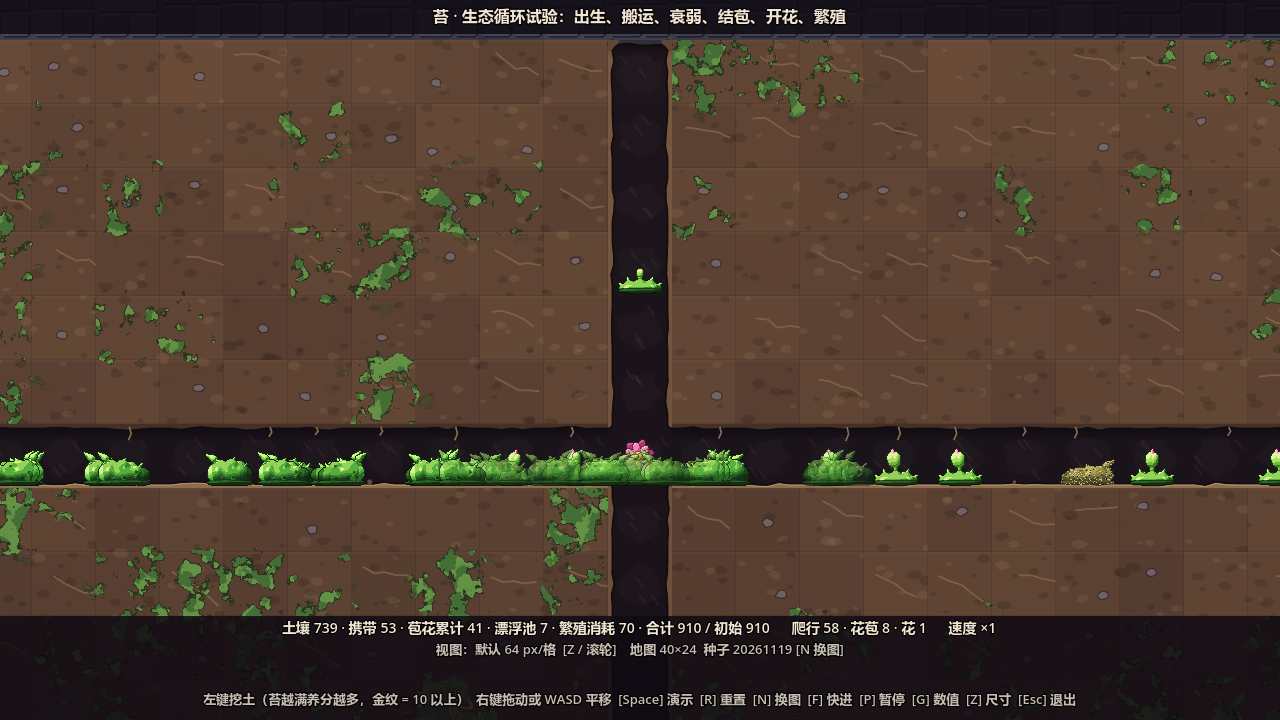 苔 · 生态循环试验：出生、搬运、衰弱、结苞、开花、繁殖
土壤 739 · 携带 53 · 苞花累计 41 · 漂浮池 7 · 繁殖消耗 70 · 合计 910 / 初始 910 爬行 58 · 花苞 8 · 花 1 速度 ×1
视图：默认 64 px/格 [Z / 滚轮] 地图 40×24 种子 20261119 [N 换图]
左键挖土（苔越满养分越多，金纹 = 10 以上） 右键拖动或 WASD 平移 [Space] 演示 [R] 重置 [N] 换图 [F] 快进 [P] 暂停 [G] 数值 [Z] 尺寸 [Esc] 退出